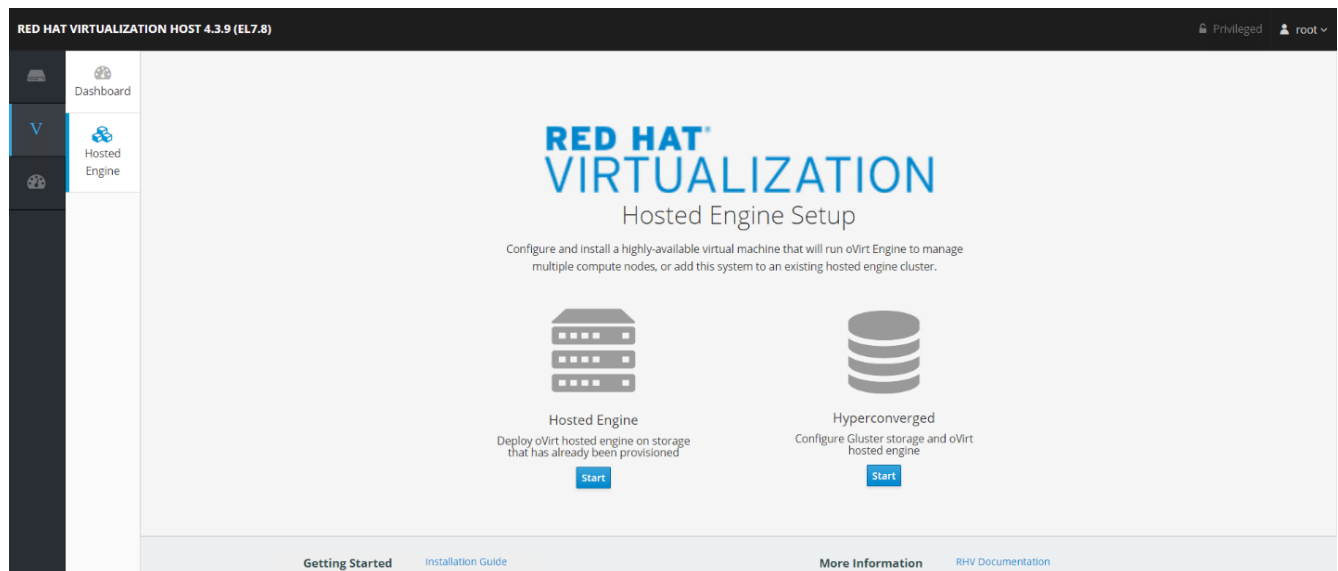 RED HAT VIRTUALIZATION HOST 4.3.9 (EL7.8)
Privileged
root
Dashboard
V
Hosted
Engine
RED HAT®
VIRTUALIZATION
Hosted Engine Setup
Configure and install a highly-available virtual machine that will run oVirt Engine to manage
multiple compute nodes, or add this system to an existing hosted engine cluster.
Hosted Engine
Deploy oVirt hosted engine on storage
that has already been provisioned
Start
Hyperconverged
Configure Gluster storage and oVirt
hosted engine
Start
Getting Started
Installation Guide
More Information
RHV Documentation